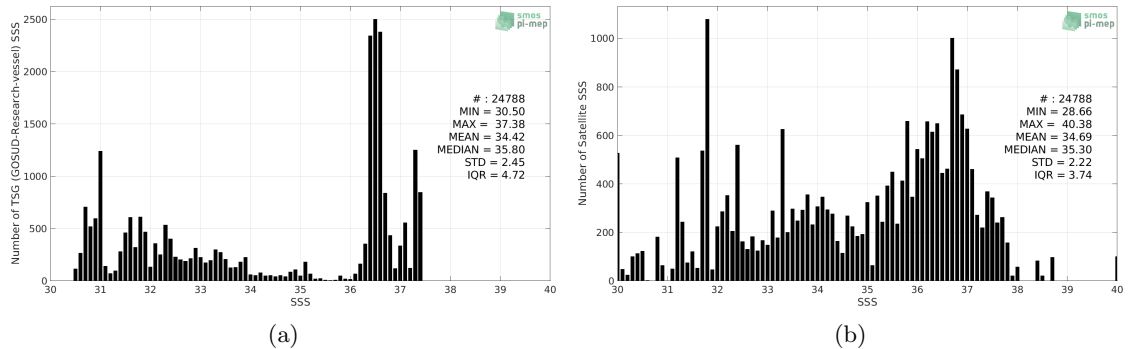 Number of TSG (GOSUD-Research-vessel) SSS
2500
2000
1500
1000
500
0
30 31 32 33 34 35 36 37 38 39 40
SSS
smos
pi-mep
# : 24788
MIN = 30.50
MAX = 37.38
MEAN = 34.42
MEDIAN = 35.80
STD = 2.45
IQR = 4.72
(a)
Number of Satellite SSS
1000
800
600
400
200
0
30 31 32 33 34 35 36 37 38 39 40
SSS
smos
pi-mep
# : 24788
MIN = 28.66
MAX = 40.38
MEAN = 34.69
MEDIAN = 35.30
STD = 2.22
IQR = 3.74
(b)